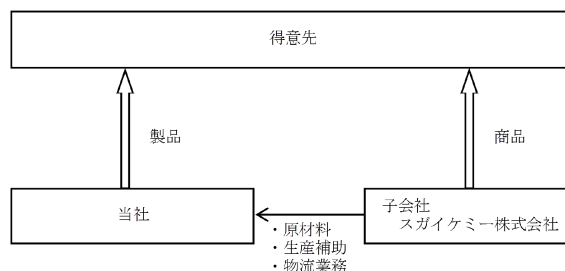 得意先
製品
商品
当社
子会社
スガイケミー株式会社
・原材料
・生産補助
・物流業務